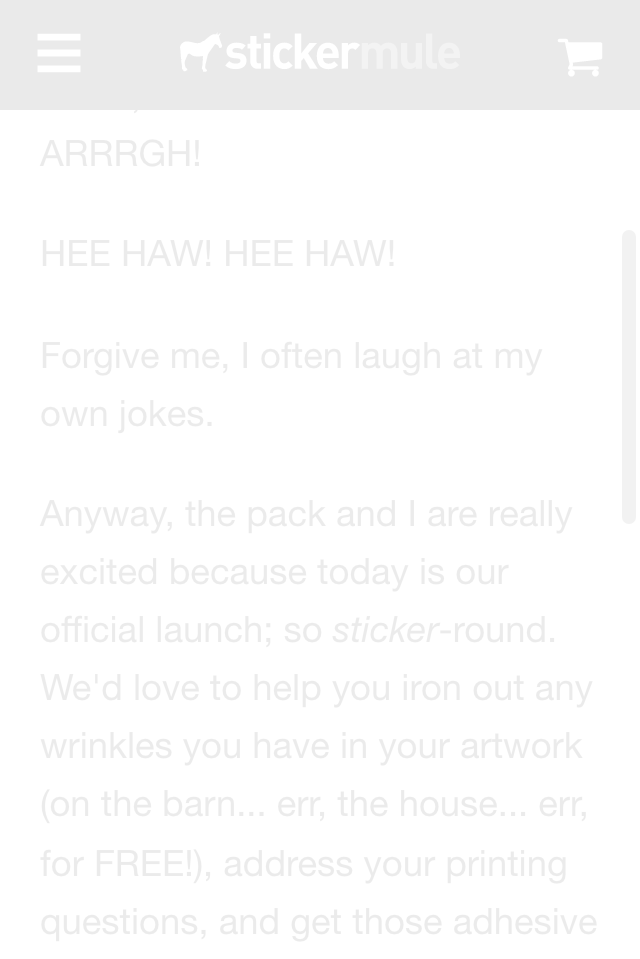 stickermule
ARRRGH!
HEE HAW! HEE HAW!
Forgive me, I often laugh at my
own jokes.
Anyway, the pack and I are really
excited because today is our
official launch; so sticker-round.
We'd love to help you iron out any
wrinkles you have in your artwork
(on the barn... err, the house... err,
for FREE!), address your printing
questions, and get those adhesive